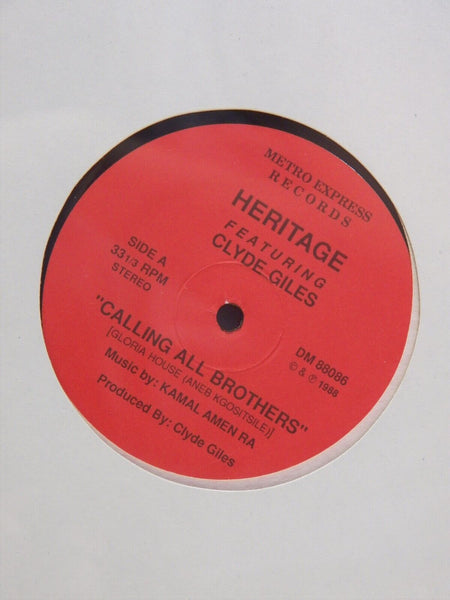 METRO EXPRESS
RECORDS
HERITAGE
FEATURING
CLYDE GILES
SIDE A
33 1/3 RPM
STEREO
DM 88086
© & ℗ 1988
"CALLING ALL BROTHERS"
[GLORIA HOUSE (ANEB KGOSITSILE)]
Music by: KAMAL AMEN RA
Produced By: Clyde Giles